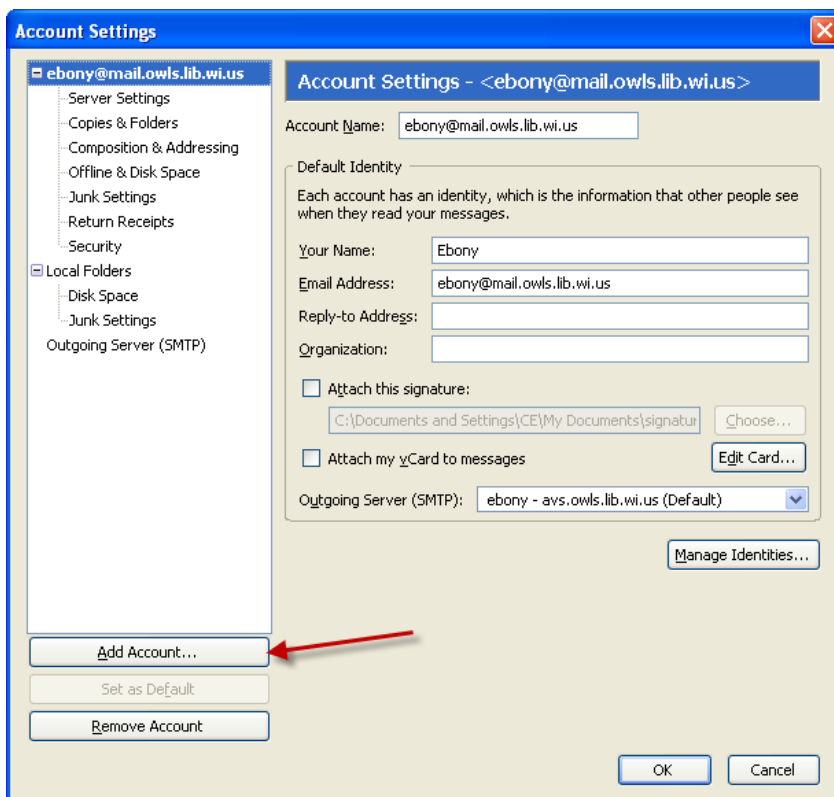 Account Settings
ebony@mail.owls.lib.wi.us
Server Settings
Copies & Folders
Composition & Addressing
Offline & Disk Space
Junk Settings
Return Receipts
Security
Local Folders
Disk Space
Junk Settings
Outgoing Server (SMTP)
Add Account...
Set as Default
Remove Account
Account Settings - <ebony@mail.owls.lib.wi.us>
Account Name: ebony@mail.owls.lib.wi.us
Default Identity
Each account has an identity, which is the information that other people see
when they read your messages.
Your Name: Ebony
Email Address: ebony@mail.owls.lib.wi.us
Reply-to Address:
Organization:
Attach this signature:
C:\Documents and Settings\CE\My Documents\signatur Choose...
Attach my vCard to messages Edit Card...
Outgoing Server (SMTP): ebony - avs.owls.lib.wi.us (Default)
Manage Identities...
OK Cancel